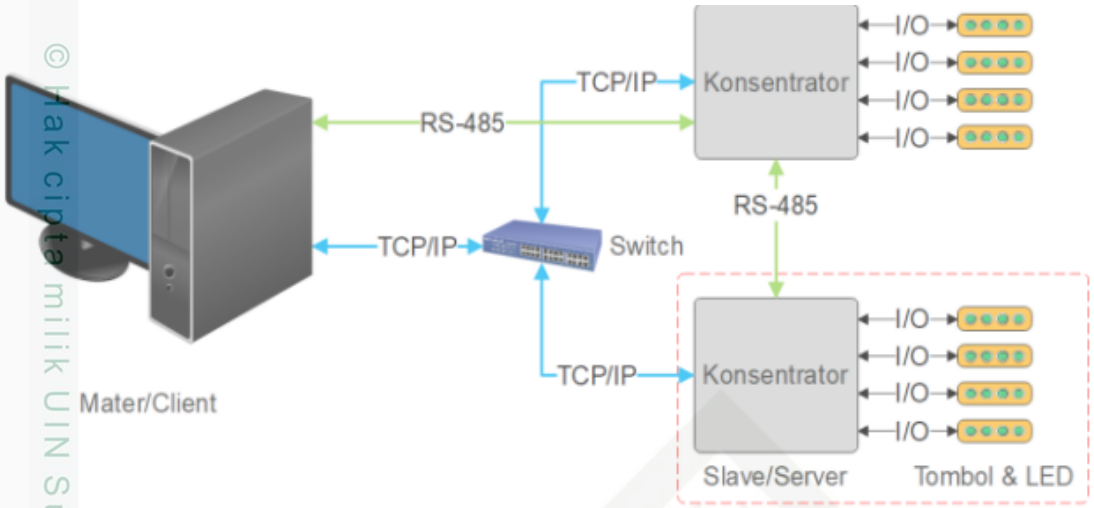 © Hak cipta milik UIN
Mater/Client
RS-485
TCP/IP
Switch
TCP/IP
TCP/IP
Konsentrator
I/O
I/O
I/O
I/O
RS-485
Konsentrator
I/O
I/O
I/O
I/O
Slave/Server
Tombol & LED